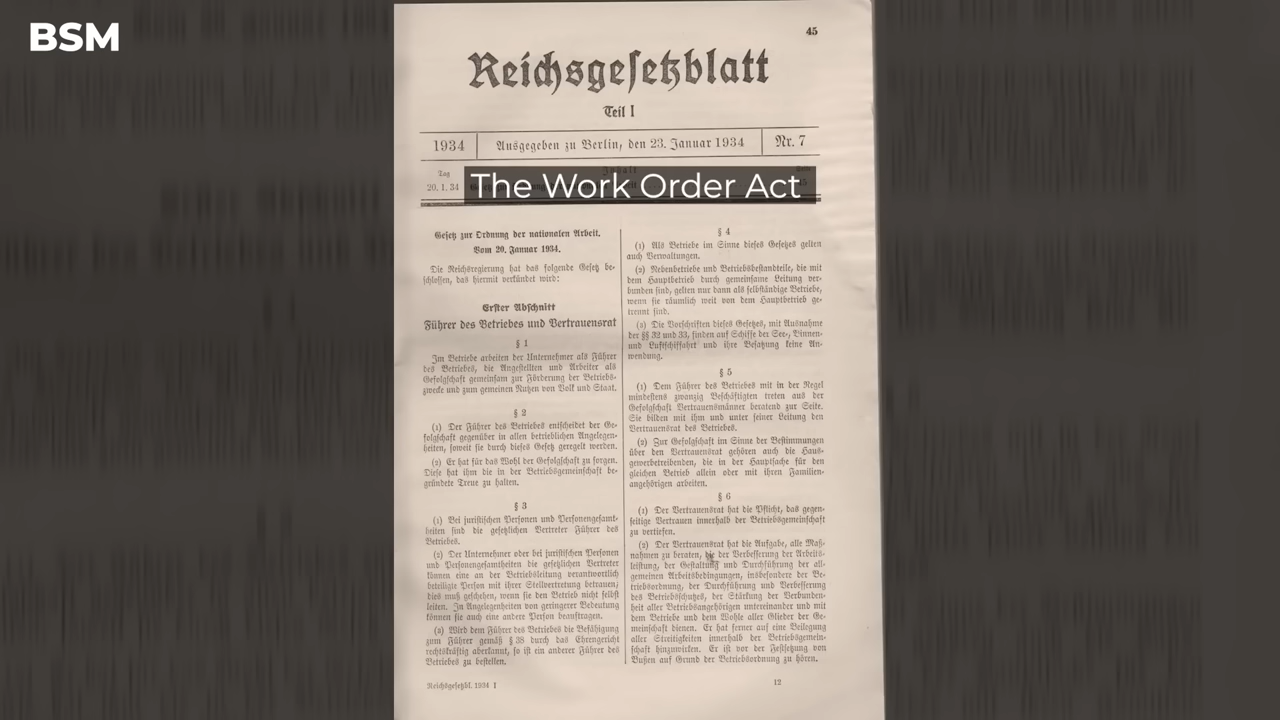 BSM
45
Reichsgesetzblatt
Teil I
1934
Ausgegeben zu Berlin, den 23. Januar 1934
Nr. 7
Tag
Inhalt
20. 1. 34
The Work Order Act
Gesetz zur Ordnung der nationalen Arbeit.
Vom 20. Januar 1934.
Die Reichsregierung hat das folgende Gesetz be-
schlossen, das hiermit verkündet wird:
Erster Abschnitt
Führer des Betriebes und Vertrauensrat
§ 1
Im Betriebe arbeiten der Unternehmer als Führer
des Betriebes, die Angestellten und Arbeiter als
Gefolgschaft gemeinsam zur Förderung der Betriebs-
zwecke und zum gemeinen Nutzen von Volk und Staat.
§ 2
(1) Der Führer des Betriebes entscheidet der Ge-
folgschaft gegenüber in allen betrieblichen Angelegen-
heiten, soweit sie durch dieses Gesetz geregelt werden.
(2) Er hat für das Wohl der Gefolgschaft zu sorgen.
Diese hat ihm die in der Betriebsgemeinschaft be-
gründete Treue zu halten.
§ 3
(1) Bei juristischen Personen und Personengesamt-
heiten sind die gesetzlichen Vertreter Führer des
Betriebes.
(2) Der Unternehmer oder bei juristischen Personen
und Personengesamtheiten die gesetzlichen Vertreter
können eine an der Betriebsleitung verantwortlich
beteiligte Person mit ihrer Stellvertretung betrauen;
dies muß geschehen, wenn sie den Betrieb nicht selbst
leiten. In Angelegenheiten von geringerer Bedeutung
können sie auch eine andere Person beauftragen.
(3) Wird dem Führer des Betriebes die Befähigung
zum Führer gemäß § 38 durch das Ehrengericht
rechtskräftig aberkannt, so ist ein anderer Führer des
Betriebes zu bestellen.
§ 4
(1) Als Betriebe im Sinne dieses Gesetzes gelten
auch Verwaltungen.
(2) Nebenbetriebe und Betriebsbestandteile, die mit
dem Hauptbetrieb durch gemeinsame Leitung ver-
bunden sind, gelten nur dann als selbständige Betriebe,
wenn sie räumlich weit von dem Hauptbetrieb ge-
trennt sind.
(3) Die Vorschriften dieses Gesetzes, mit Ausnahme
der §§ 32 und 33, finden auf Schiffe der See-, Binnen-
und Luftschiffahrt und ihre Besatzung keine An-
wendung.
§ 5
(1) Dem Führer des Betriebes mit in der Regel
mindestens zwanzig Beschäftigten treten aus der
Gefolgschaft Vertrauensmänner beratend zur Seite.
Sie bilden mit ihm und unter seiner Leitung den
Vertrauensrat des Betriebes.
(2) Zur Gefolgschaft im Sinne der Bestimmungen
über den Vertrauensrat gehören auch die Haus-
gewerbetreibenden, die in der Hauptsache für den
gleichen Betrieb allein oder mit ihren Familien-
angehörigen arbeiten.
§ 6
(1) Der Vertrauensrat hat die Pflicht, das gegen-
seitige Vertrauen innerhalb der Betriebsgemeinschaft
zu vertiefen.
(2) Der Vertrauensrat hat die Aufgabe, alle Maß-
nahmen zu beraten, die der Verbesserung der Arbeits-
leistung, der Gestaltung und Durchführung der all-
gemeinen Arbeitsbedingungen, insbesondere der Be-
triebsordnung, der Durchführung und Verbesserung
des Betriebsschutzes, der Stärkung der Verbunden-
heit aller Betriebsangehörigen untereinander und mit
dem Betriebe und dem Wohle aller Glieder der Ge-
meinschaft dienen. Er hat ferner auf eine Beilegung
aller Streitigkeiten innerhalb der Betriebsgemein-
schaft hinzuwirken. Er ist vor der Festsetzung von
Bußen auf Grund der Betriebsordnung zu hören.
Reichsgesetzbl. 1934 I
12